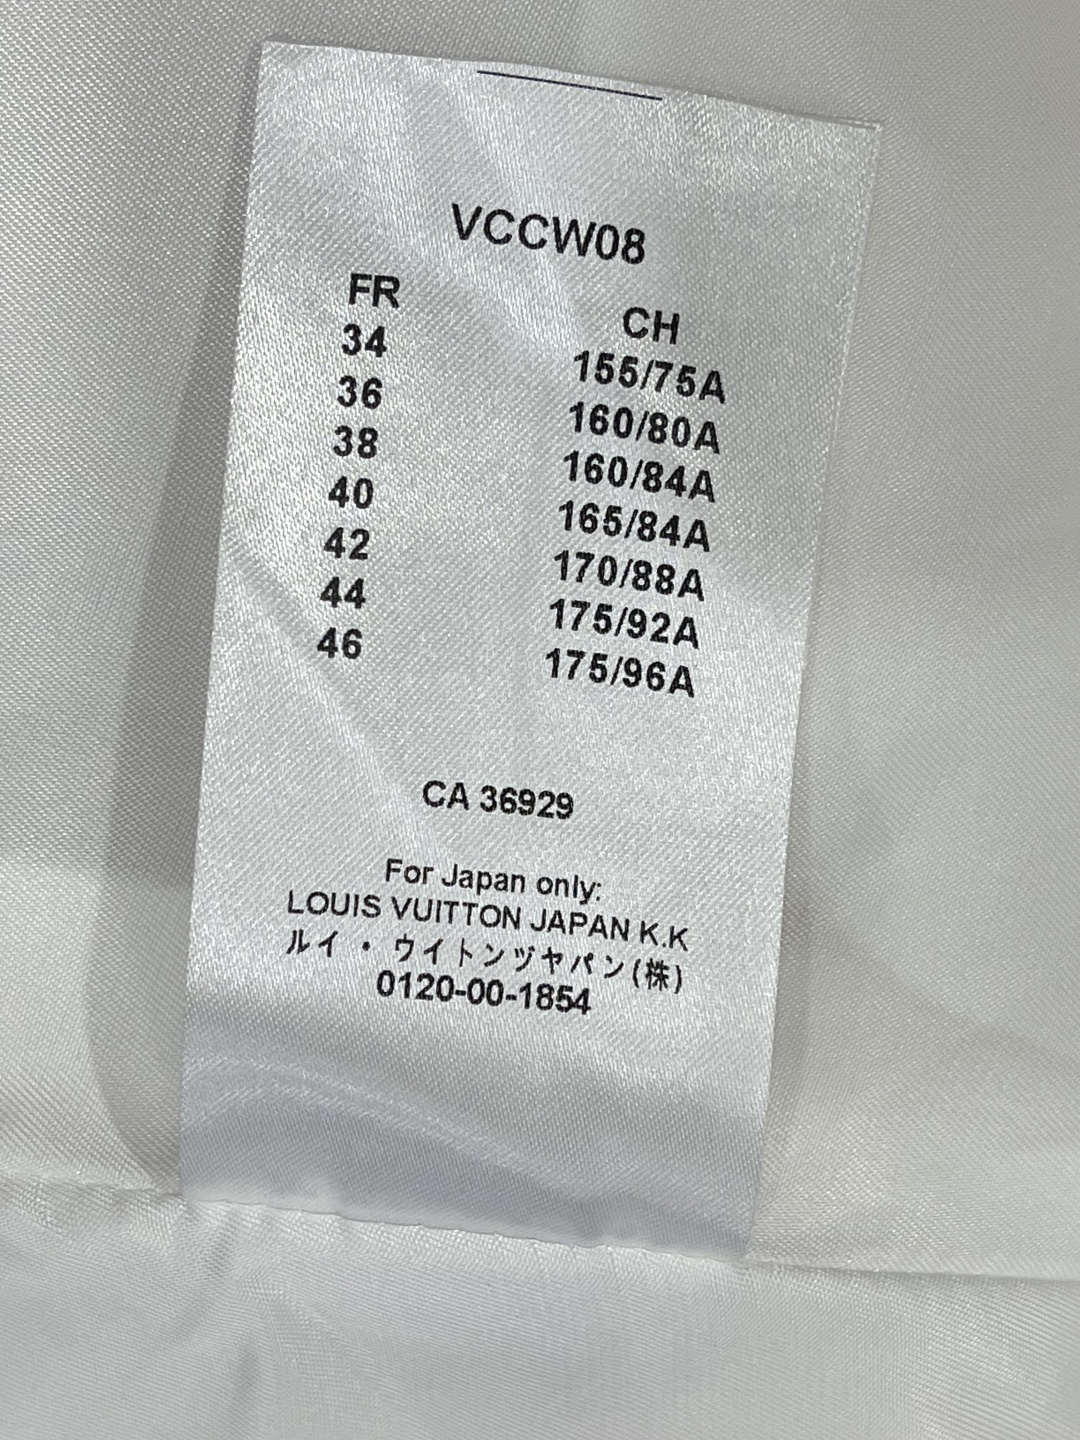 VCCW08
FR CH
34 155/75A
36 160/80A
38 160/84A
40 165/84A
42 170/88A
44 175/92A
46 175/96A
CA 36929
For Japan only:
LOUIS VUITTON JAPAN K.K
ルイ・ウイトンヅヤパン(株)
0120-00-1854